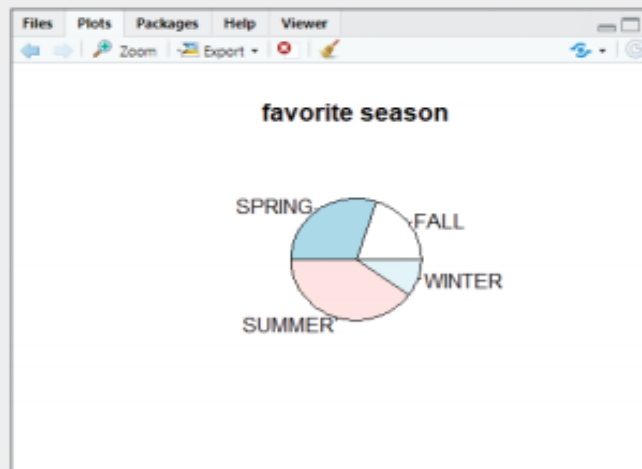 Files Plots Packages Help Viewer
Zoom Export
favorite season
SPRING
FALL
WINTER
SUMMER